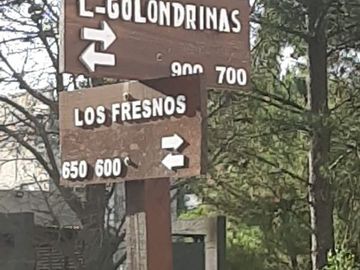 L-GOLONDRINAS
900 700
LOS FRESNOS
650 600